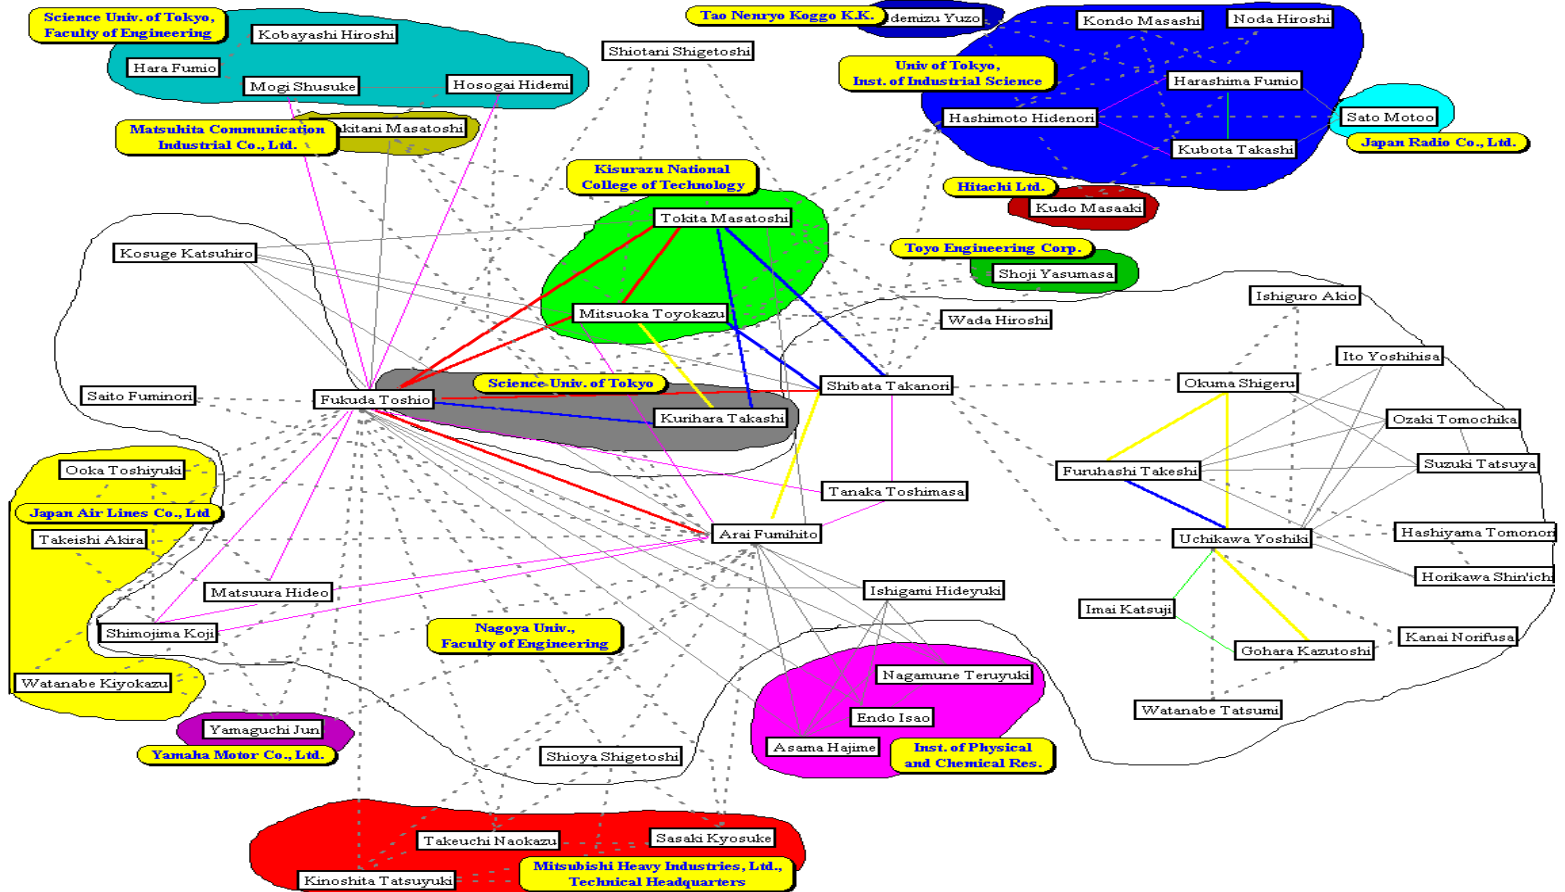 Science Univ. of Tokyo,
Faculty of Engineering
Kobayashi Hiroshi
Hara Fumio
Mogi Shusuke
Hosogai Hidemi
Shiotani Shigetoshi
Tao Nenryo Koggo K.K.
demizu Yuzo
Kondo Masashi
Noda Hiroshi
Univ of Tokyo,
Inst. of Industrial Science
Harashima Fumio
Hashimoto Hidenori
Sato Motoo
Kubota Takashi
Japan Radio Co., Ltd.
Matsuhita Communication
Industrial Co., Ltd.
kitani Masatoshi
Kisurazu National
College of Technology
Hitachi Ltd.
Kudo Masaaki
Tokita Masatoshi
Kosuge Katsuhiro
Toyo Engineering Corp.
Shoji Yasumasa
Mitsuoka Toyokazu
Wada Hiroshi
Ishiguro Akio
Ito Yoshihisa
Science Univ. of Tokyo
Shibata Takanori
Okuma Shigeru
Saito Fuminori
Fukuda Toshio
Kurihara Takashi
Ozaki Tomochika
Ooka Toshiyuki
Furuhashi Takeshi
Suzuki Tatsuya
Tanaka Toshimasa
Japan Air Lines Co., Ltd
Takeishi Akira
Arai Fumihito
Uchikawa Yoshiki
Hashiyama Tomonori
Horikawa Shin'ichi
Matsuura Hideo
Ishigami Hideyuki
Imai Katsuji
Shimojima Koji
Nagoya Univ.,
Faculty of Engineering
Kanai Norifusa
Gohara Kazutoshi
Watanabe Kiyokazu
Nagamune Teruyuki
Watanabe Tatsumi
Yamaguchi Jun
Endo Isao
Yamaha Motor Co., Ltd.
Shioya Shigetoshi
Asama Hajime
Inst. of Physical
and Chemical Res.
Takeuchi Naokazu
Sasaki Kyosuke
Mitsubishi Heavy Industries, Ltd.,
Technical Headquarters
Kinoshita Tatsuyuki